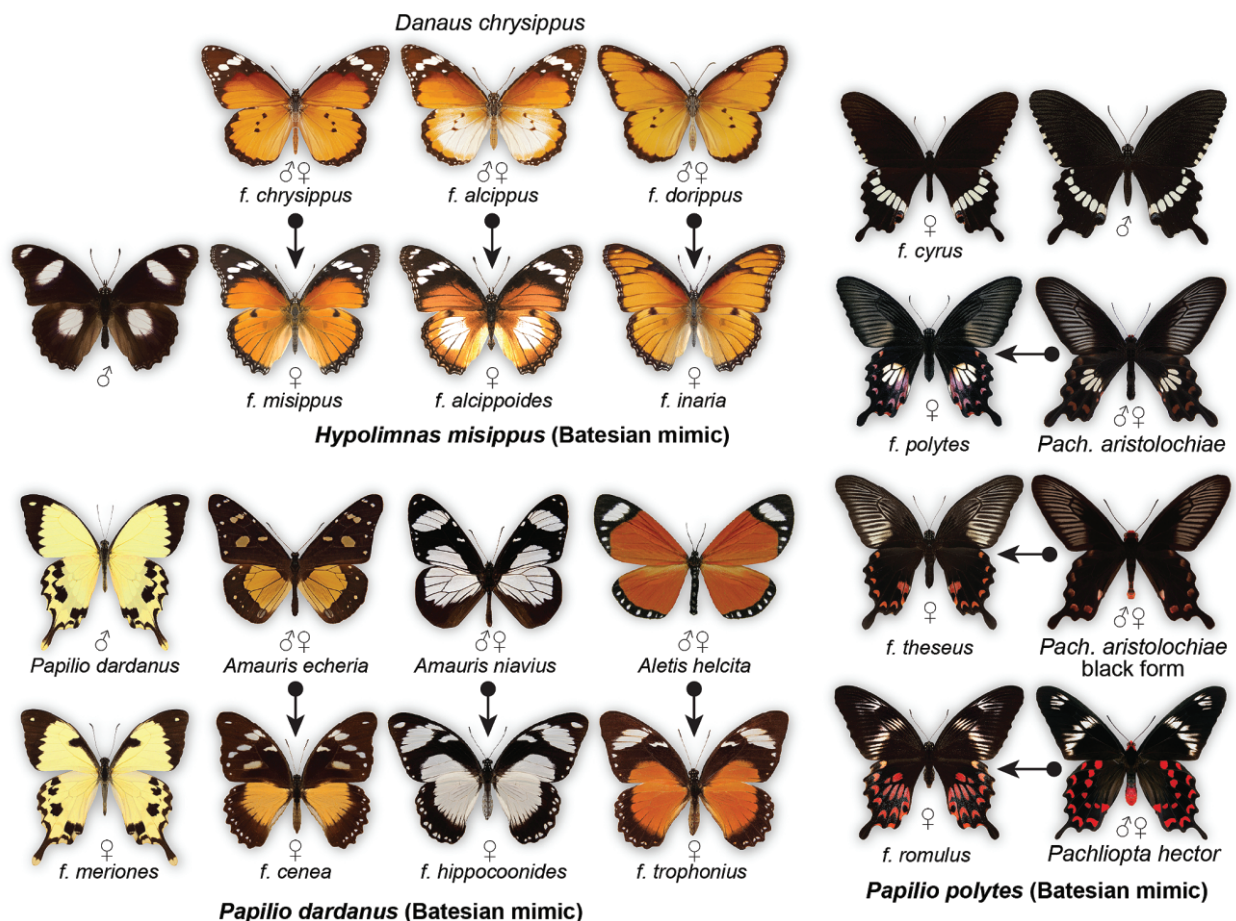 Danaus chrysippus
♂♀
f. chrysippus
♂♀
f. alcippus
♂♀
f. dorippus
♂
♀
f. misippus
♀
f. alcippoides
♀
f. inaria
Hypolimnas misippus (Batesian mimic)
♂
Papilio dardanus
♂♀
Amauris echeria
♂♀
Amauris niavius
♂♀
Aletis helcita
♀
f. meriones
♀
f. cenea
♀
f. hippocoonides
♀
f. trophonius
Papilio dardanus (Batesian mimic)
♀
f. cyrus
♂
♀
f. polytes
♂♀
Pach. aristolochiae
♀
f. theseus
♂♀
Pach. aristolochiae
black form
♀
f. romulus
♂♀
Pachliopta hector
Papilio polytes (Batesian mimic)